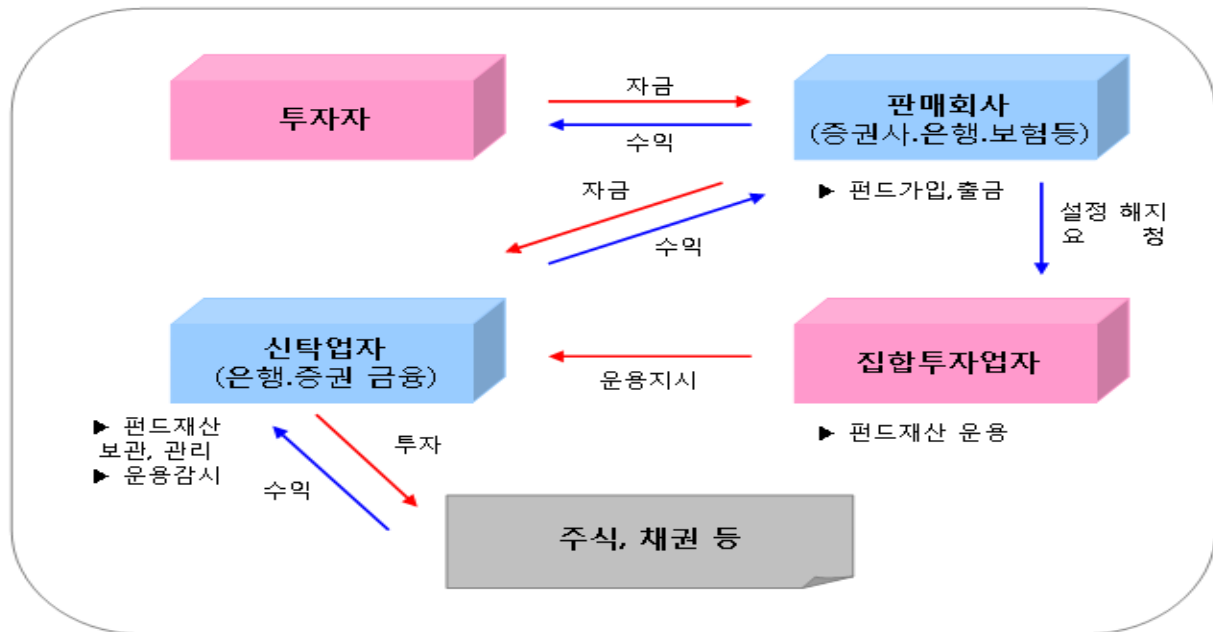 투자자
자금
수익
판매회사
(증권사.은행.보험등)
▶ 펀드가입,출금
자금
수익
설정 해지
요 청
신탁업자
(은행.증권 금융)
운용지시
집합투자업자
▶ 펀드재산
보관, 관리
▶ 운용감시
▶ 펀드재산 운용
투자
수익
주식, 채권 등